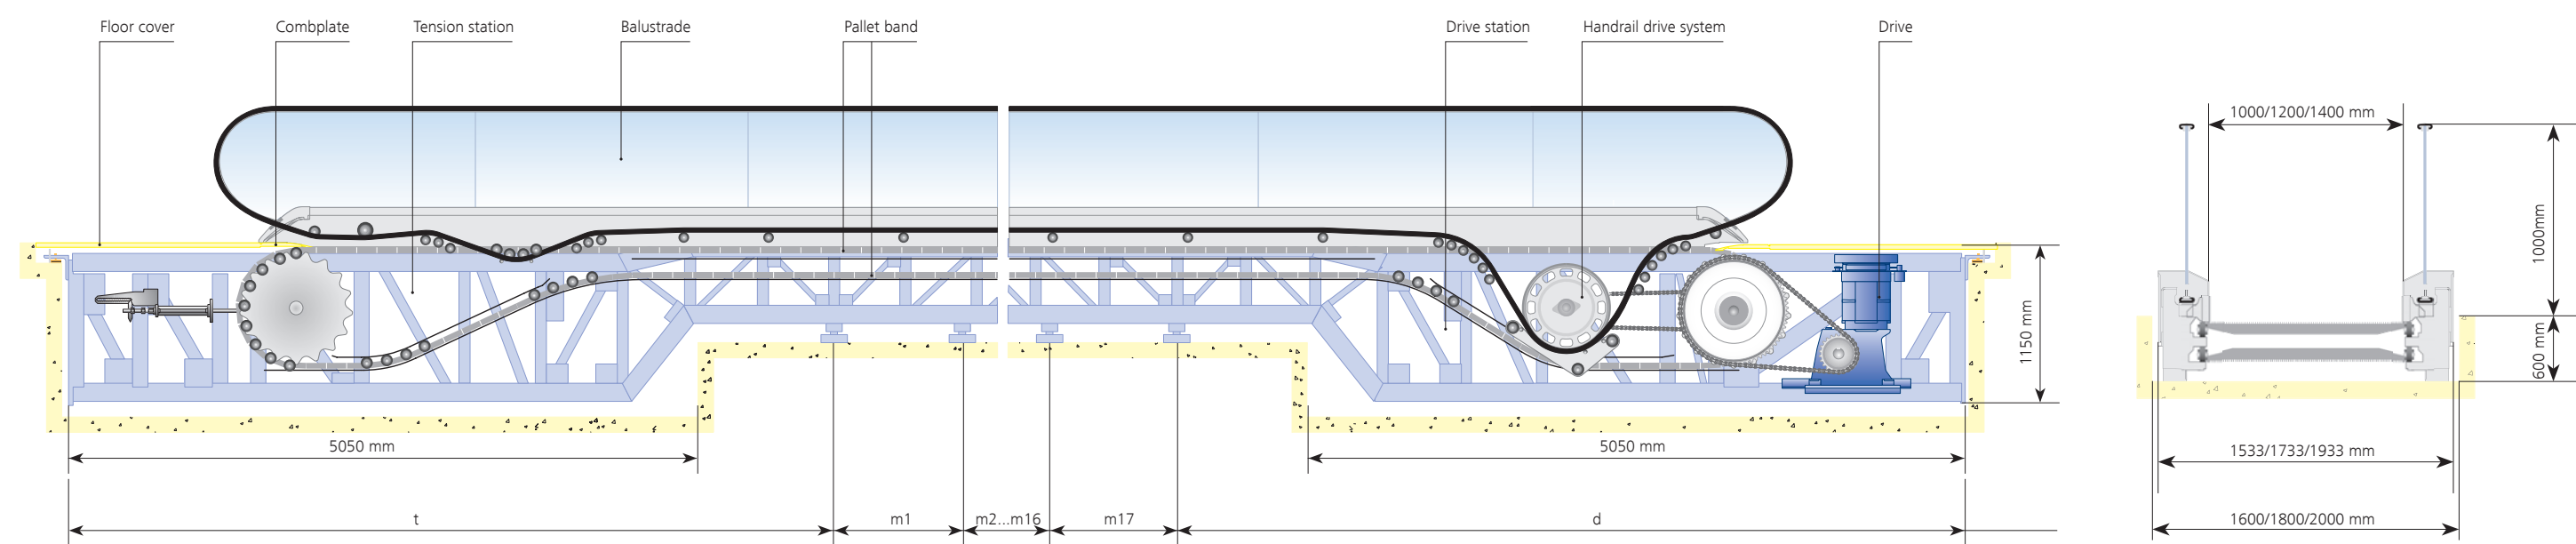 Floor cover
Combplate
Tension station
Balustrade
Pallet band
Drive station
Handrail drive system
Drive
1000/1200/1400 mm
1000mm
600 mm
1150 mm
5050 mm
5050 mm
1533/1733/1933 mm
t
m1
m2...m16
m17
d
1600/1800/2000 mm